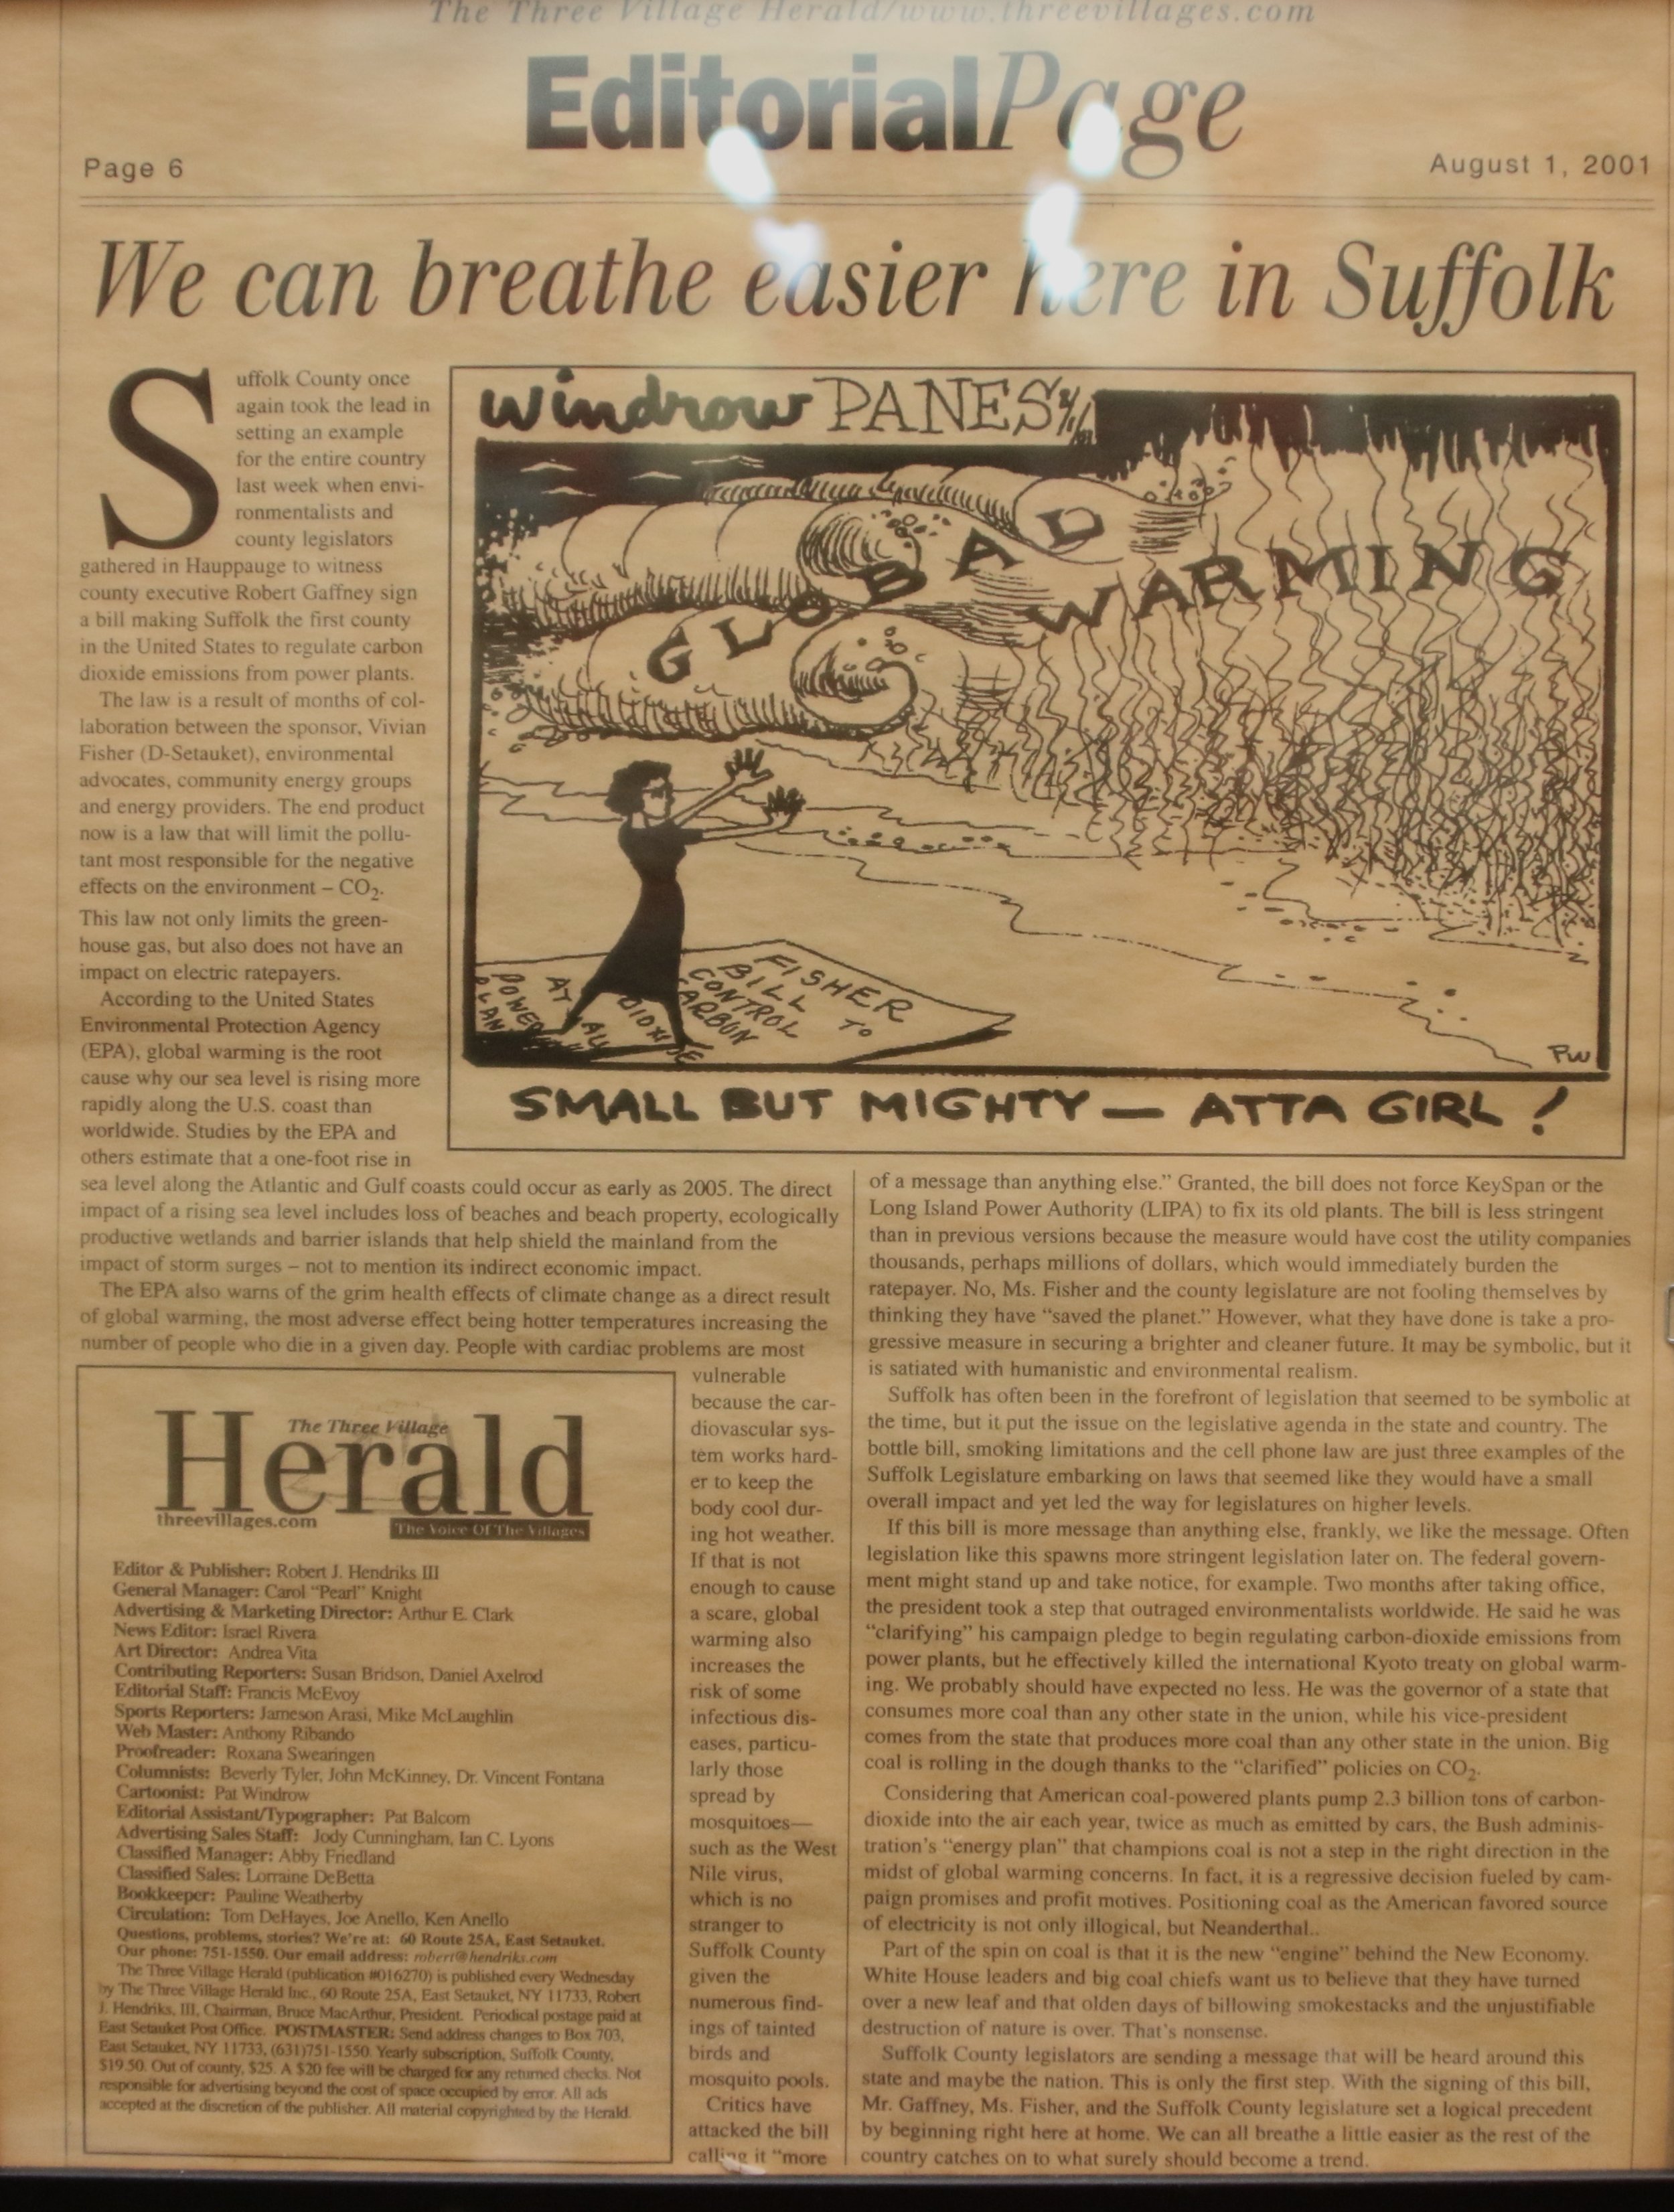 The Three Village Herald/www.threevillages.com
EditorialPage
Page 6
August 1, 2001
We can breathe easier here in Suffolk
Suffolk County once
again took the lead in
setting an example
for the entire country
last week when envi-
ronmentalists and
county legislators
gathered in Hauppauge to witness
county executive Robert Gaffney sign
a bill making Suffolk the first county
in the United States to regulate carbon
dioxide emissions from power plants.
The law is a result of months of col-
laboration between the sponsor, Vivian
Fisher (D-Setauket), environmental
advocates, community energy groups
and energy providers. The end product
now is a law that will limit the pollu-
tant most responsible for the negative
effects on the environment – CO₂.
This law not only limits the green-
house gas, but also does not have an
impact on electric ratepayers.
According to the United States
Environmental Protection Agency
(EPA), global warming is the root
cause why our sea level is rising more
rapidly along the U.S. coast than
worldwide. Studies by the EPA and
others estimate that a one-foot rise in
sea level along the Atlantic and Gulf coasts could occur as early as 2005. The direct
impact of a rising sea level includes loss of beaches and beach property, ecologically
productive wetlands and barrier islands that help shield the mainland from the
impact of storm surges – not to mention its indirect economic impact.
The EPA also warns of the grim health effects of climate change as a direct result
of global warming, the most adverse effect being hotter temperatures increasing the
number of people who die in a given day. People with cardiac problems are most
vulnerable
because the car-
diovascular sys-
tem works hard-
er to keep the
body cool dur-
ing hot weather.
If that is not
enough to cause
a scare, global
warming also
increases the
risk of some
infectious dis-
eases, particu-
larly those
spread by
mosquitoes—
such as the West
Nile virus,
which is no
stranger to
Suffolk County
given the
numerous find-
ings of tainted
birds and
mosquito pools.
Critics have
attacked the bill
calling it “more
windrow PANES
GLOBAL WARMING
FISHER
BILL TO
CONTROL
CARBON
DIOXIDE
AT ALL
POWER
PLANTS
PW
SMALL BUT MIGHTY — ATTA GIRL!
of a message than anything else.” Granted, the bill does not force KeySpan or the
Long Island Power Authority (LIPA) to fix its old plants. The bill is less stringent
than in previous versions because the measure would have cost the utility companies
thousands, perhaps millions of dollars, which would immediately burden the
ratepayer. No, Ms. Fisher and the county legislature are not fooling themselves by
thinking they have “saved the planet.” However, what they have done is take a pro-
gressive measure in securing a brighter and cleaner future. It may be symbolic, but it
is satiated with humanistic and environmental realism.
Suffolk has often been in the forefront of legislation that seemed to be symbolic at
the time, but it put the issue on the legislative agenda in the state and country. The
bottle bill, smoking limitations and the cell phone law are just three examples of the
Suffolk Legislature embarking on laws that seemed like they would have a small
overall impact and yet led the way for legislatures on higher levels.
If this bill is more message than anything else, frankly, we like the message. Often
legislation like this spawns more stringent legislation later on. The federal govern-
ment might stand up and take notice, for example. Two months after taking office,
the president took a step that outraged environmentalists worldwide. He said he was
“clarifying” his campaign pledge to begin regulating carbon-dioxide emissions from
power plants, but he effectively killed the international Kyoto treaty on global warm-
ing. We probably should have expected no less. He was the governor of a state that
consumes more coal than any other state in the union, while his vice-president
comes from the state that produces more coal than any other state in the union. Big
coal is rolling in the dough thanks to the “clarified” policies on CO₂.
Considering that American coal-powered plants pump 2.3 billion tons of carbon-
dioxide into the air each year, twice as much as emitted by cars, the Bush adminis-
tration’s “energy plan” that champions coal is not a step in the right direction in the
midst of global warming concerns. In fact, it is a regressive decision fueled by cam-
paign promises and profit motives. Positioning coal as the American favored source
of electricity is not only illogical, but Neanderthal..
Part of the spin on coal is that it is the new “engine” behind the New Economy.
White House leaders and big coal chiefs want us to believe that they have turned
over a new leaf and that olden days of billowing smokestacks and the unjustifiable
destruction of nature is over. That’s nonsense.
Suffolk County legislators are sending a message that will be heard around this
state and maybe the nation. This is only the first step. With the signing of this bill,
Mr. Gaffney, Ms. Fisher, and the Suffolk County legislature set a logical precedent
by beginning right here at home. We can all breathe a little easier as the rest of the
country catches on to what surely should become a trend.
The Three Village
Herald
threevillages.com
The Voice Of The Villages
Editor & Publisher: Robert J. Hendriks III
General Manager: Carol “Pearl” Knight
Advertising & Marketing Director: Arthur E. Clark
News Editor: Israel Rivera
Art Director: Andrea Vita
Contributing Reporters: Susan Bridson, Daniel Axelrod
Editorial Staff: Francis McEvoy
Sports Reporters: Jameson Arasi, Mike McLaughlin
Web Master: Anthony Ribando
Proofreader: Roxana Swearingen
Columnists: Beverly Tyler, John McKinney, Dr. Vincent Fontana
Cartoonist: Pat Windrow
Editorial Assistant/Typographer: Pat Balcom
Advertising Sales Staff: Jody Cunningham, Ian C. Lyons
Classified Manager: Abby Friedland
Classified Sales: Lorraine DeBetta
Bookkeeper: Pauline Weatherby
Circulation: Tom DeHayes, Joe Anello, Ken Anello
Questions, problems, stories? We’re at: 60 Route 25A, East Setauket.
Our phone: 751-1550. Our email address: robert@hendriks.com
The Three Village Herald (publication #016270) is published every Wednesday
by The Three Village Herald Inc., 60 Route 25A, East Setauket, NY 11733, Robert
J. Hendriks, III, Chairman, Bruce MacArthur, President. Periodical postage paid at
East Setauket Post Office. POSTMASTER: Send address changes to Box 703,
East Setauket, NY 11733, (631)751-1550. Yearly subscription, Suffolk County,
$19.50. Out of county, $25. A $20 fee will be charged for any returned checks. Not
responsible for advertising beyond the cost of space occupied by error. All ads
accepted at the discretion of the publisher. All material copyrighted by the Herald.